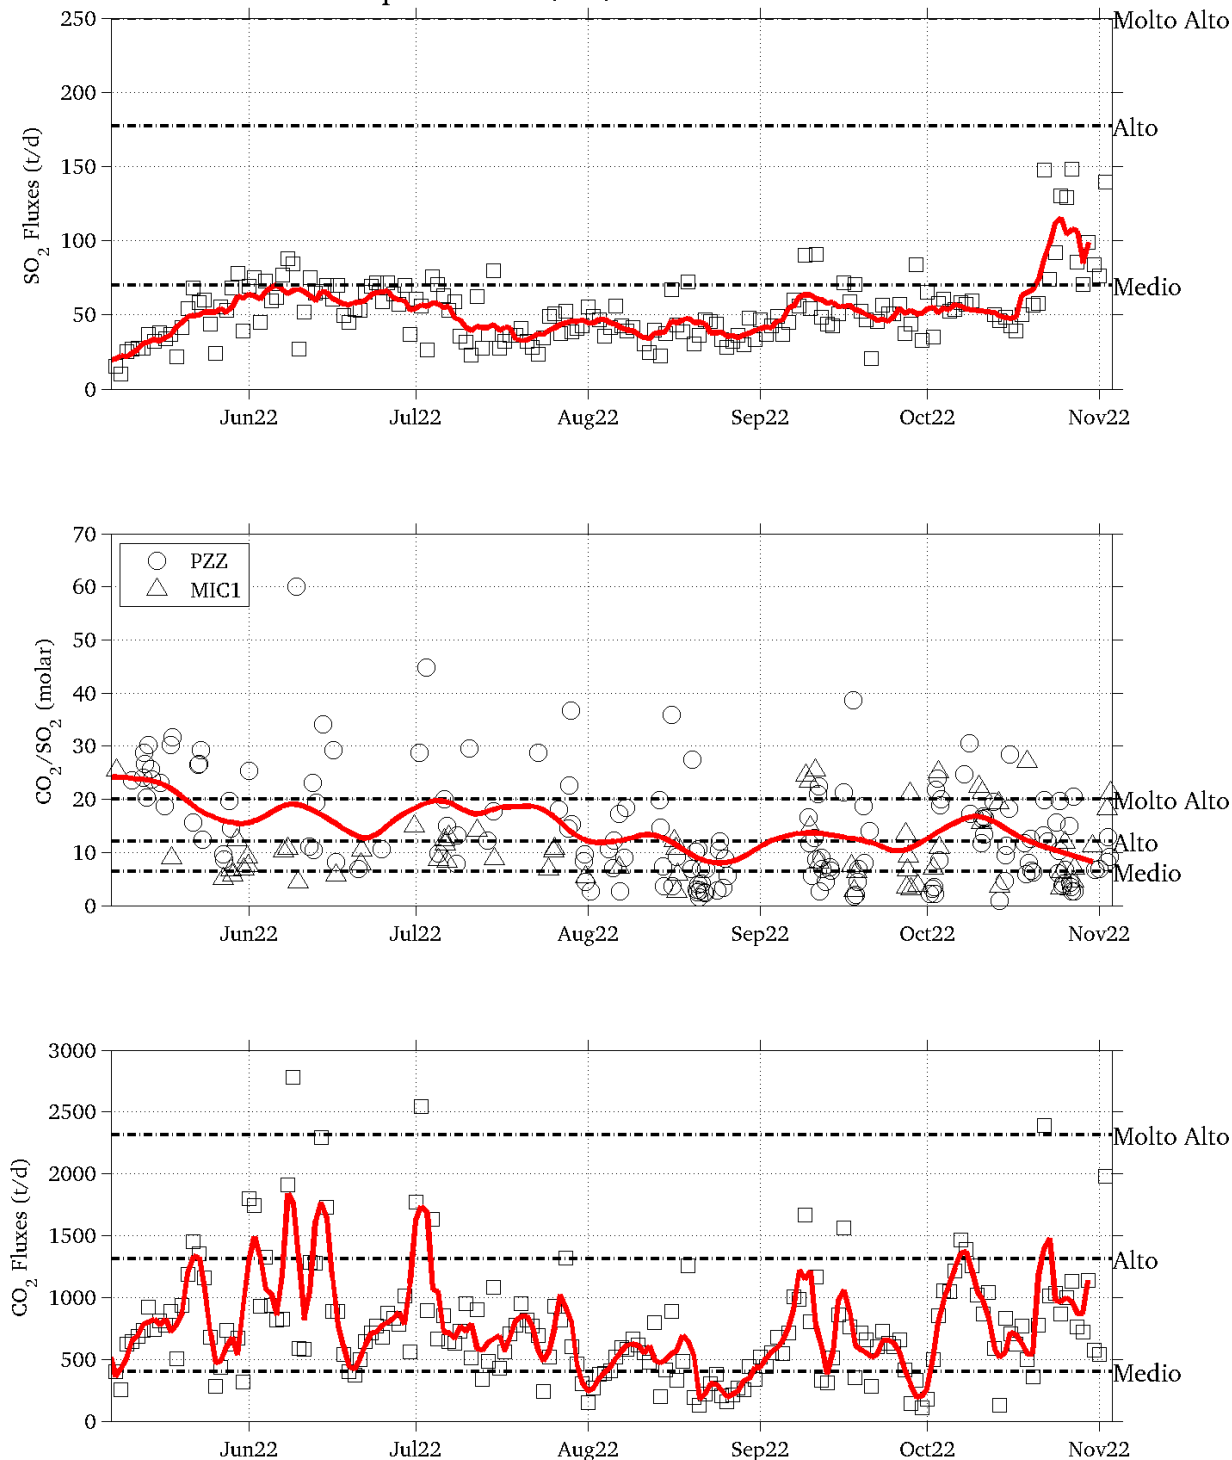 250
Molto Alto
200
Alto
150
100
Medio
50
0
SO2 Fluxes (t/d)
Jun22 Jul22 Aug22 Sep22 Oct22 Nov22
70
PZZ
MIC1
60
50
40
30
20
Molto Alto
Alto
10
Medio
0
CO2/SO2 (molar)
Jun22 Jul22 Aug22 Sep22 Oct22 Nov22
3000
2500
Molto Alto
2000
1500
Alto
1000
500
Medio
0
CO2 Fluxes (t/d)
Jun22 Jul22 Aug22 Sep22 Oct22 Nov22